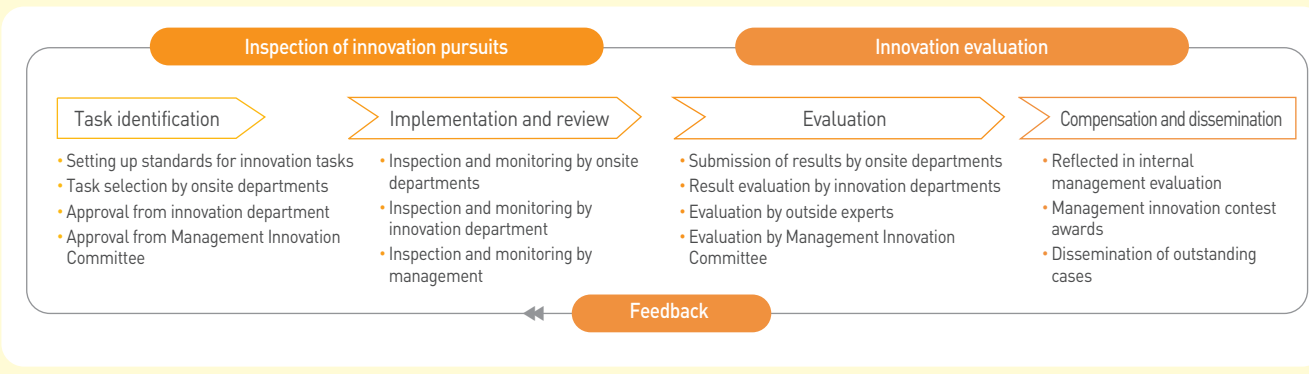 Inspection of innovation pursuits
Innovation evaluation
Task identification
• Setting up standards for innovation tasks
• Task selection by onsite departments
• Approval from innovation department
• Approval from Management Innovation
Committee
Implementation and review
• Inspection and monitoring by onsite
departments
• Inspection and monitoring by
innovation department
• Inspection and monitoring by
management
Evaluation
• Submission of results by onsite departments
• Result evaluation by innovation departments
• Evaluation by outside experts
• Evaluation by Management Innovation
Committee
Compensation and dissemination
• Reflected in internal
management evaluation
• Management innovation contest
awards
• Dissemination of outstanding
cases
Feedback